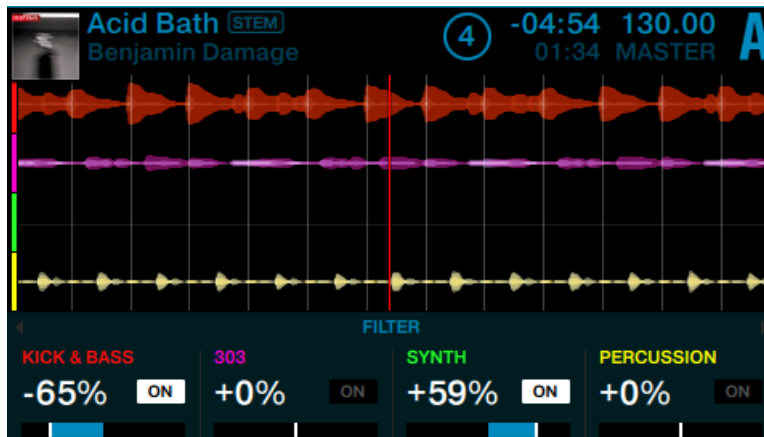 Acid Bath STEM
Benjamin Damage
4
-04:54 130.00
01:34 MASTER
A
FILTER
KICK & BASS 303 SYNTH PERCUSSION
-65% ON +0% ON +59% ON +0% ON